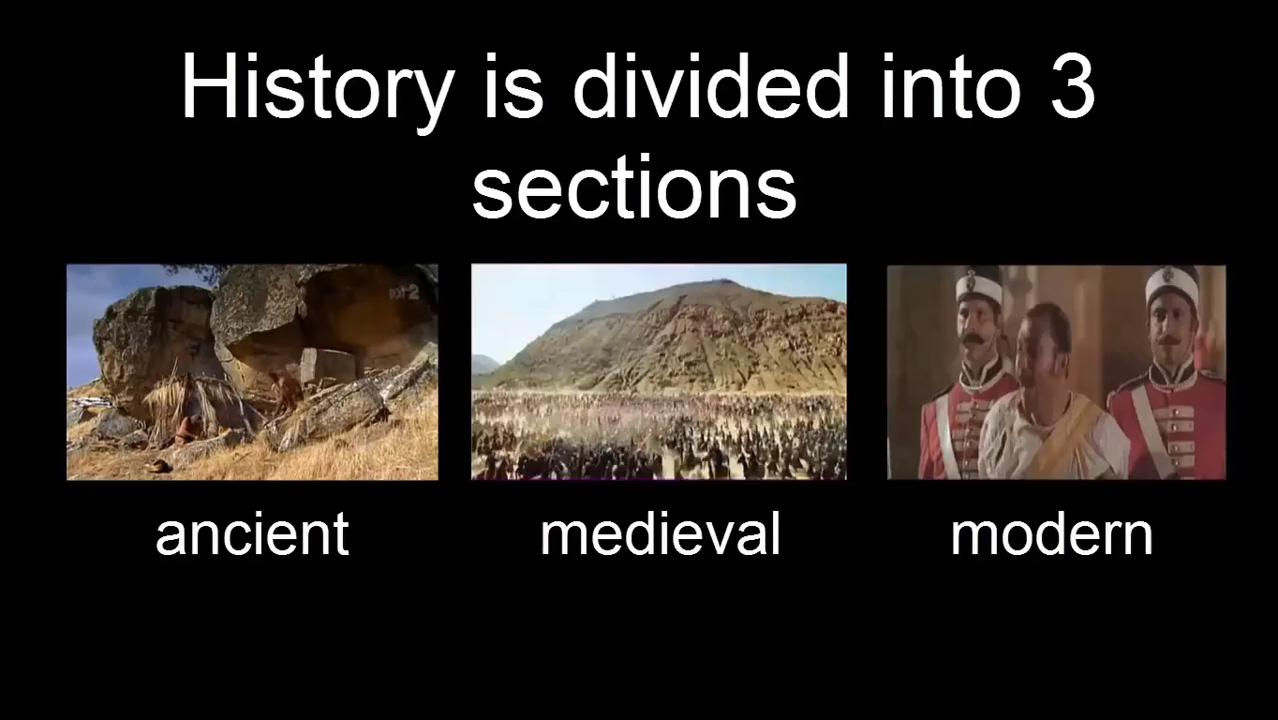 History is divided into 3
sections
ancient
medieval
modern